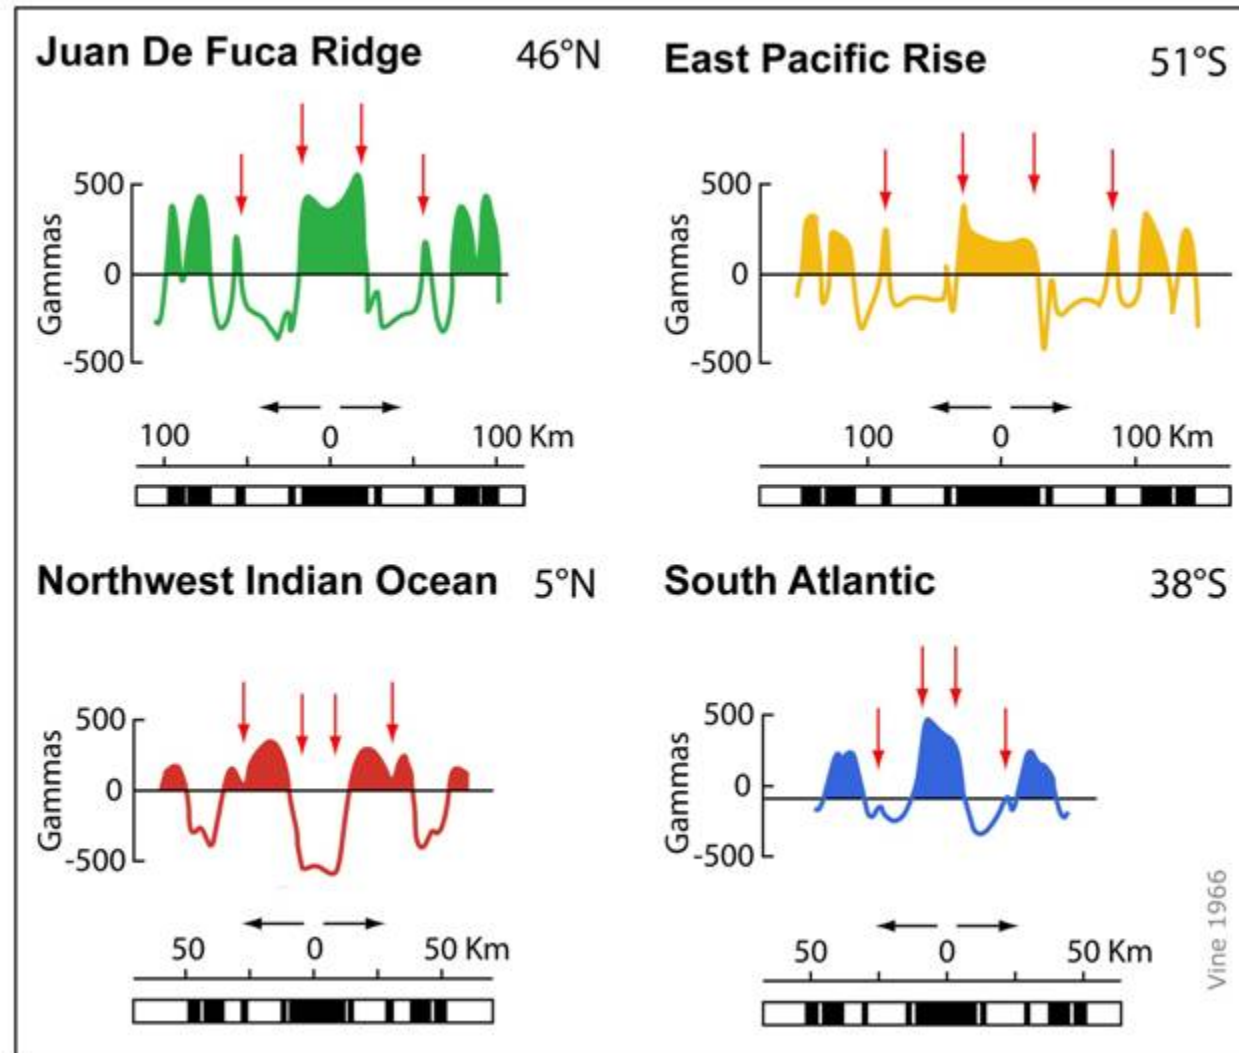 Juan De Fuca Ridge 46°N
500
0
-500
Gammas
100 0 100 Km
East Pacific Rise 51°S
500
0
-500
Gammas
100 0 100 Km
Northwest Indian Ocean 5°N
500
0
-500
Gammas
50 0 50 Km
South Atlantic 38°S
500
0
-500
Gammas
50 0 50 Km
Vine 1966